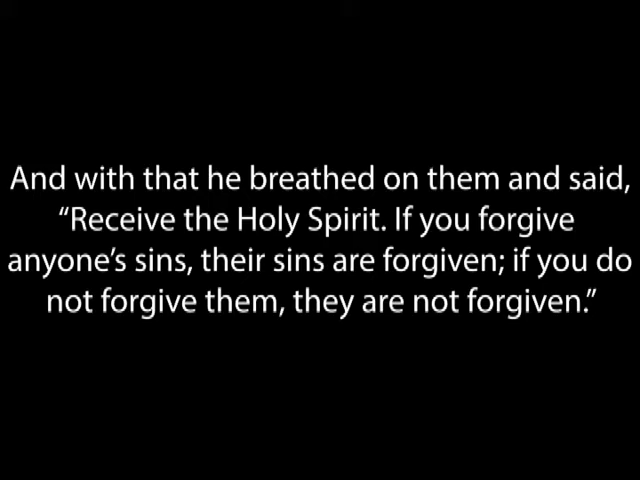 And with that he breathed on them and said,
“Receive the Holy Spirit. If you forgive
anyone’s sins, their sins are forgiven; if you do
not forgive them, they are not forgiven.”